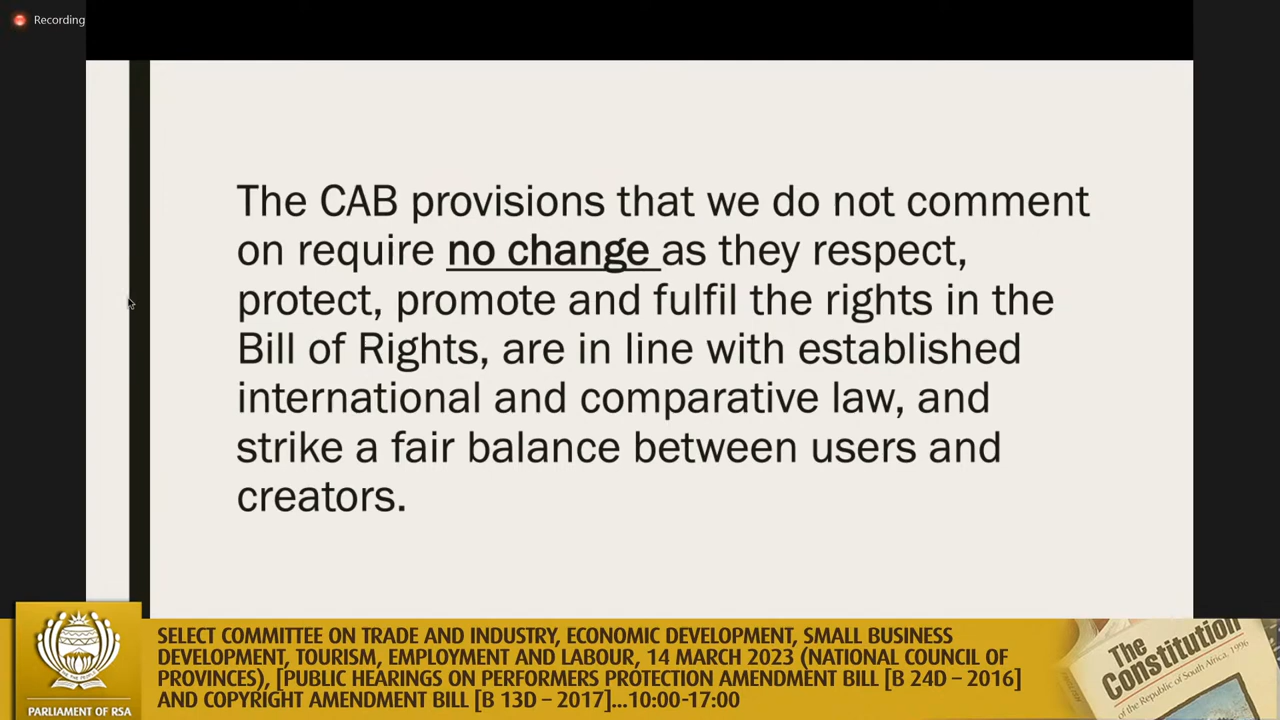 Recording
The CAB provisions that we do not comment
on require no change as they respect,
protect, promote and fulfil the rights in the
Bill of Rights, are in line with established
international and comparative law, and
strike a fair balance between users and
creators.
SELECT COMMITTEE ON TRADE AND INDUSTRY, ECONOMIC DEVELOPMENT, SMALL BUSINESS
DEVELOPMENT, TOURISM, EMPLOYMENT AND LABOUR, 14 MARCH 2023 (NATIONAL COUNCIL OF
PROVINCES), [PUBLIC HEARINGS ON PERFORMERS PROTECTION AMENDMENT BILL [B 24D – 2016]
AND COPYRIGHT AMENDMENT BILL [B 13D – 2017]...10:00-17:00
PARLIAMENT OF RSA
The
Constitution
of the Republic of South Africa, 1996